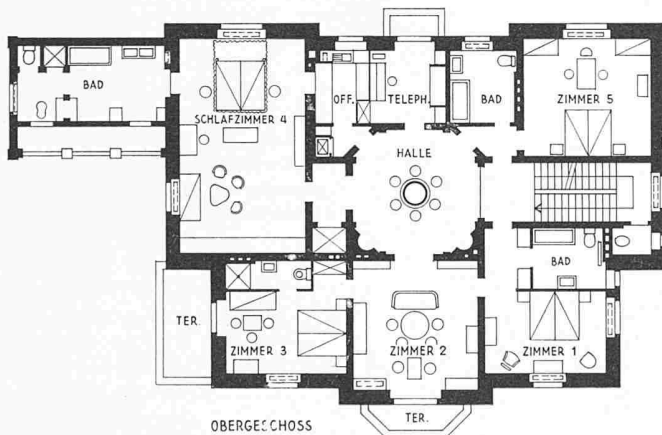 BAD
SCHLAFZIMMER 4
OFF.
TELEPH.
BAD
ZIMMER 5
HALLE
BAD
TER.
ZIMMER 3
ZIMMER 2
ZIMMER 1
TER.
OBERGESCHOSS